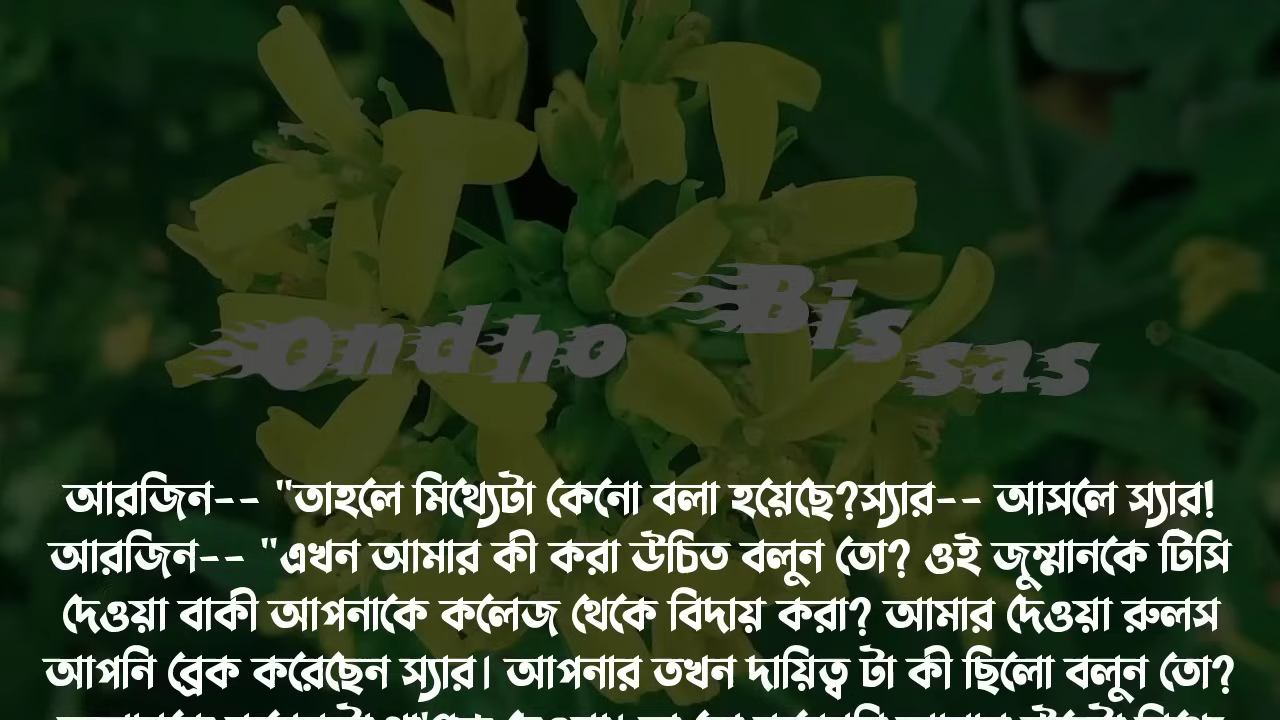 Ondho Bissas
আরজিন-- "তাহলে মিথ্যেটা কেনো বলা হয়েছে?স্যার-- আসলে স্যার!
আরজিন-- "এখন আমার কী করা উচিত বলুন তো? ওই জুম্মানকে টিসি
দেওয়া বাকী আপনাকে কলেজ থেকে বিদায় করা? আমার দেওয়া রুলস
আপনি ব্রেক করেছেন স্যার। আপনার তখন দায়িত্ব টা কী ছিলো বলুন তো?